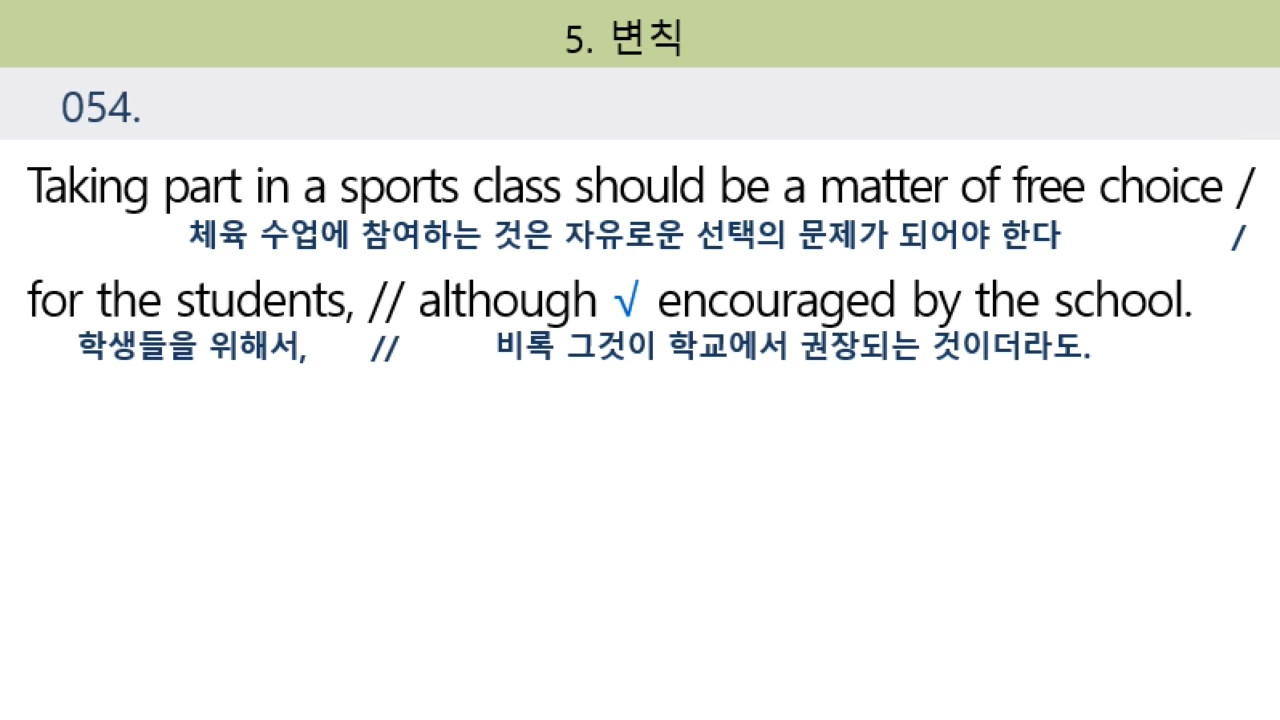 5. 변칙
054.
Taking part in a sports class should be a matter of free choice /
체육 수업에 참여하는 것은 자유로운 선택의 문제가 되어야 한다 /
for the students, // although √ encouraged by the school.
학생들을 위해서, // 비록 그것이 학교에서 권장되는 것이더라도.